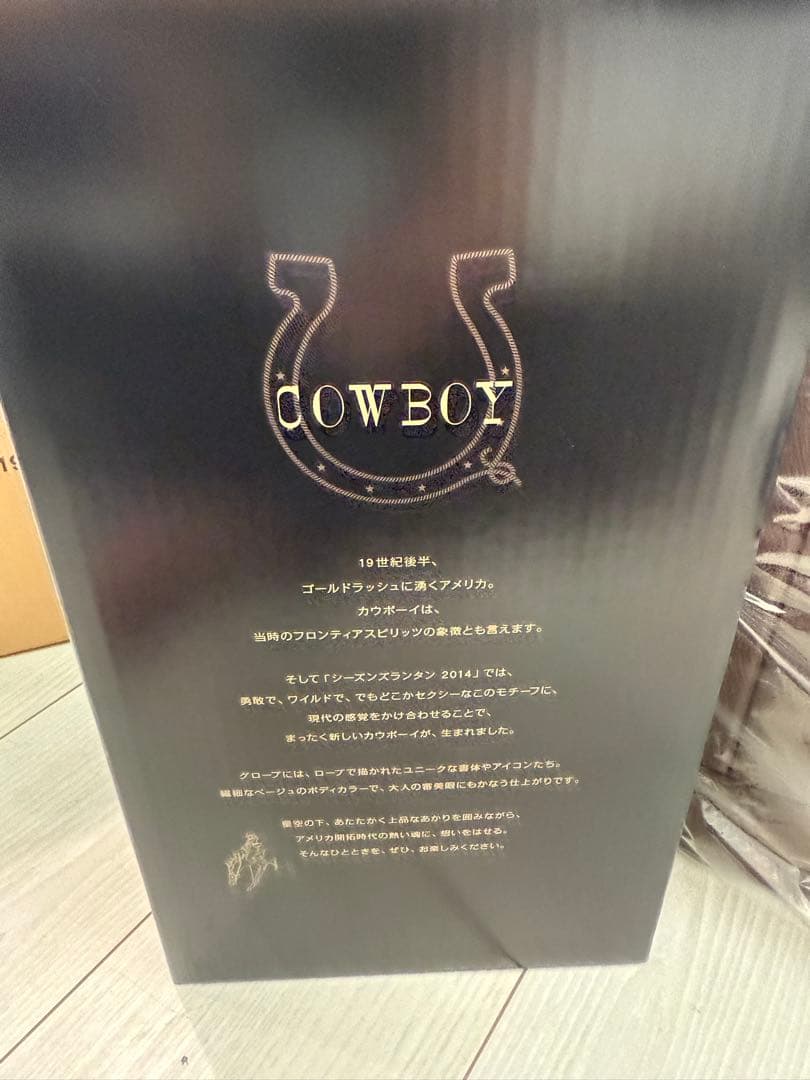 COWBOY
19世紀後半、
ゴールドラッシュに湧くアメリカ。
カウボーイは、
当時のフロンティアスピリッツの象徴とも言えます。
そして「シーズンズランタン 2014」では、
勇敢で、ワイルドで、でもどこかセクシーなこのモチーフに、
現代の感覚をかけ合わせることで、
まったく新しいカウボーイが、生まれました。
グローブには、ロープで描かれたユニークな書体やアイコンたち。
繊細なベージュのボディカラーで、大人の審美眼にもかなう仕上がりです。
星空の下、あたたかく上品なあかりを囲みながら、
アメリカ開拓時代の熱い魂に、想いをはせる。
そんなひとときを、ぜひ、お楽しみください。